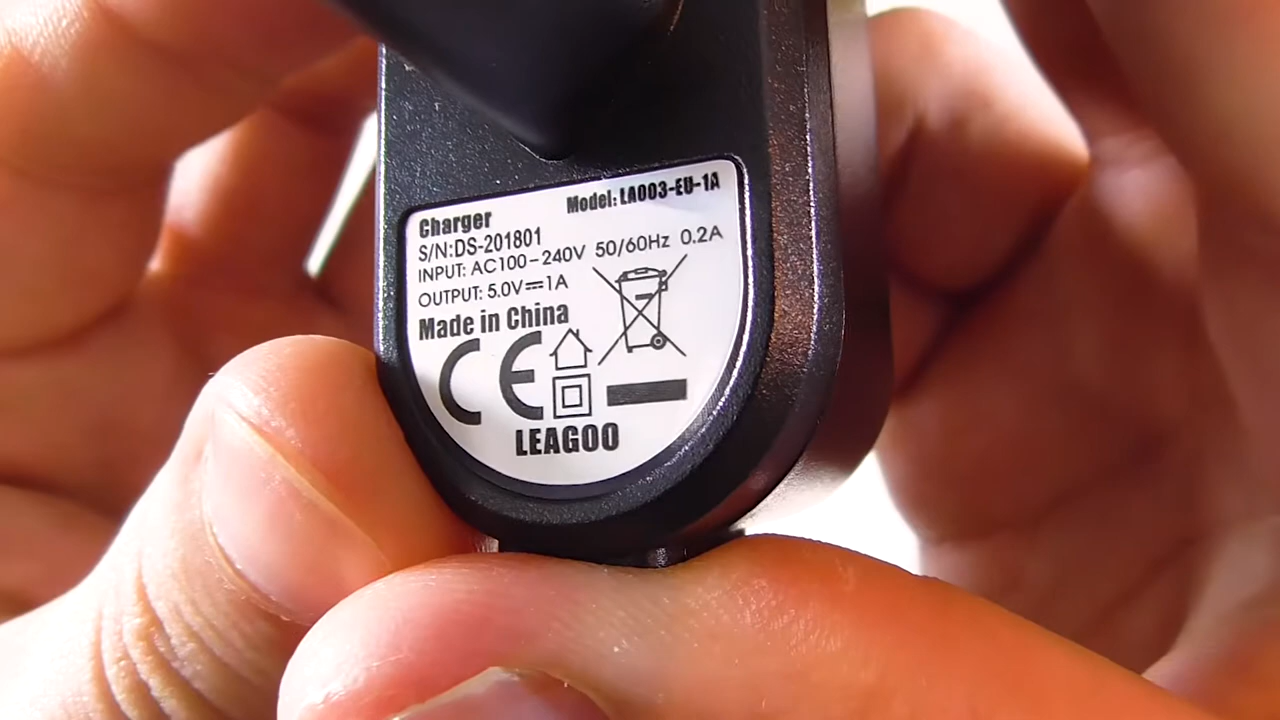 Charger Model: LA003-EU-1A
S/N:DS-201801
INPUT: AC100-240V 50/60Hz 0.2A
OUTPUT: 5.0V⎓1A
Made in China
CE
LEAGOO